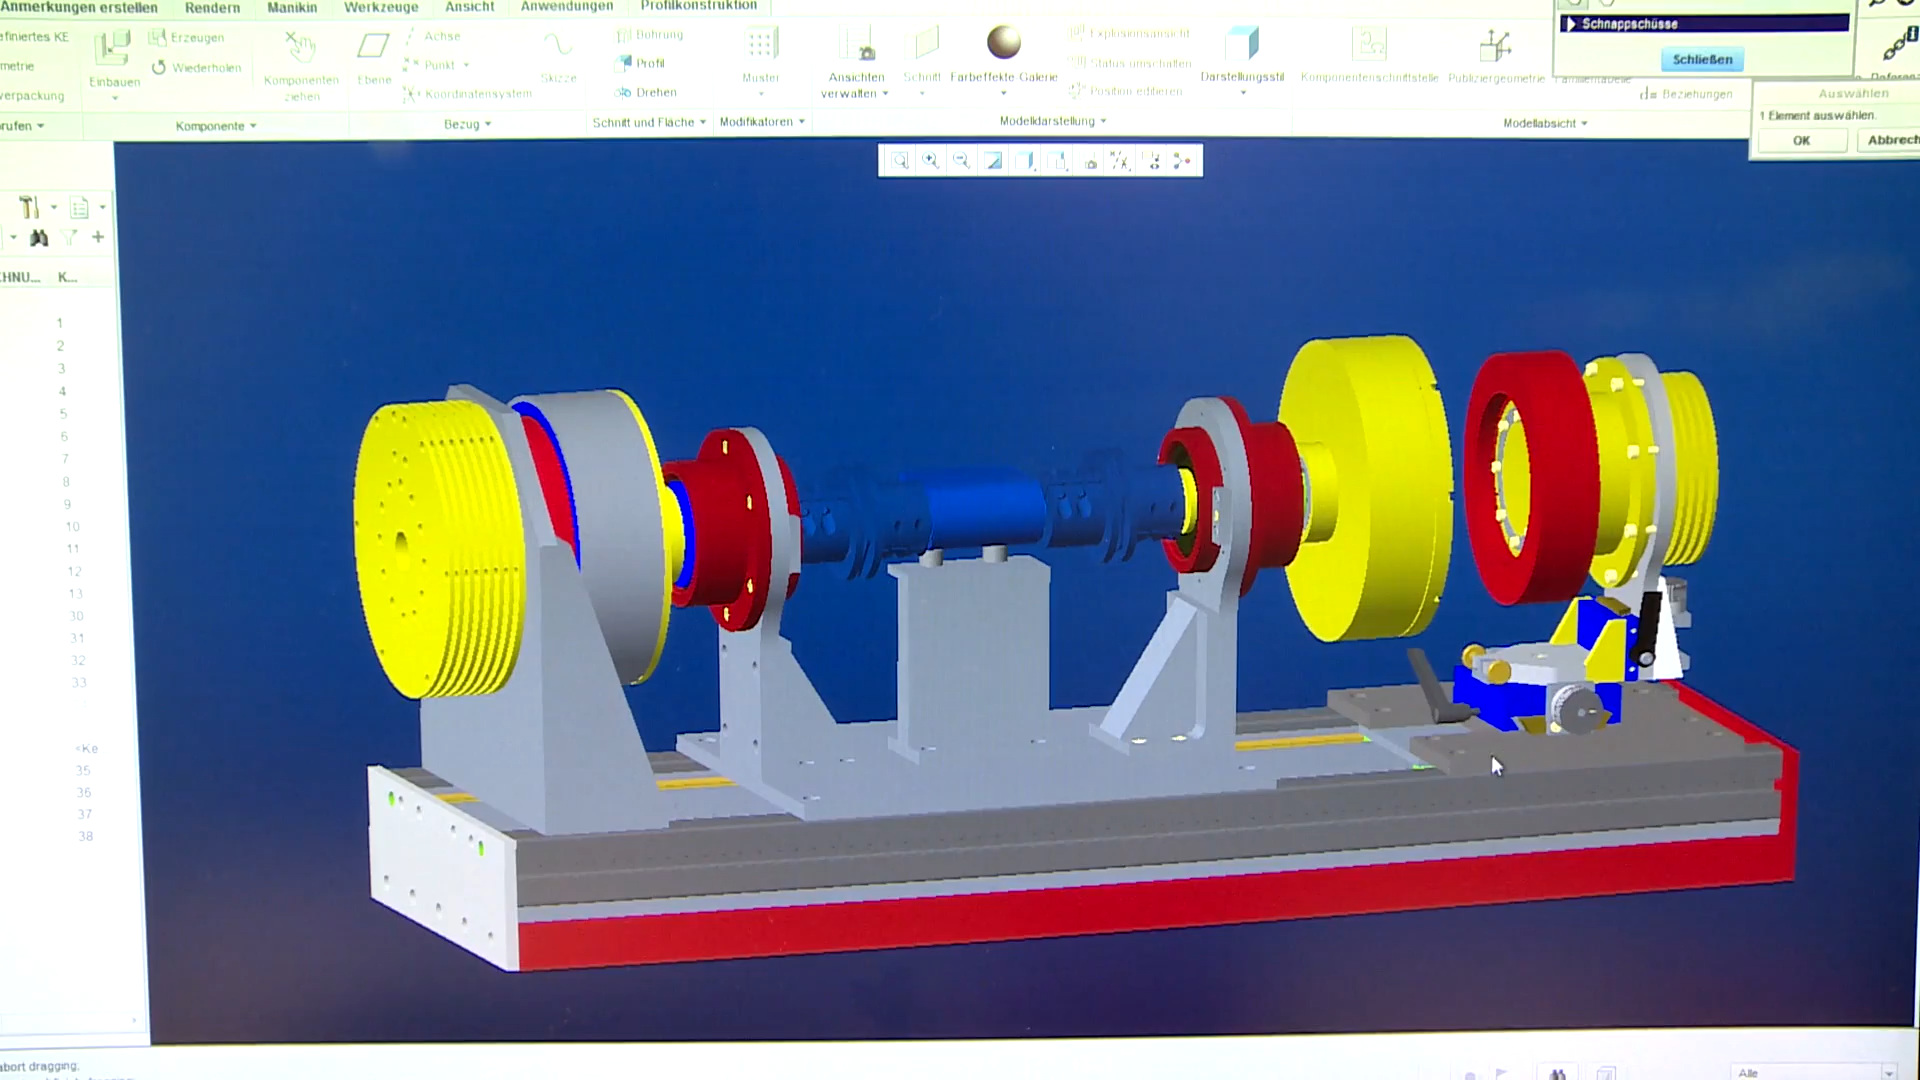 Anmerkungen erstellen Rendern Manikin Werkzeuge Ansicht Anwendungen Profilkonstruktion
efiniertes KE
metrie
verpackung
rufen
Einbauen
Erzeugen
Wiederholen
Komponente
Komponenten
ziehen
Ebene
Achse
Punkt
Koordinatensystem
Bezug
Skizze
Bohrung
Profil
Drehen
Schnitt und Fläche
Muster
Modifikatoren
Ansichten
verwalten
Schnitt
Farbeffekte Galerie
Explosionsansicht
Status umschalten
Position editieren
Darstellungsstil
Modelldarstellung
Komponentenschnittstelle
Publiziergeometrie
Familientabelle
d= Beziehungen
Modellabsicht
Schnappschüsse
Schließen
Auswählen
1 Element auswählen.
OK
Abbrech
CHNU... K...
1
2
3
4
5
6
7
8
9
10
11
12
13
30
31
32
33
<Ke
35
36
37
38
abort dragging.
Alle